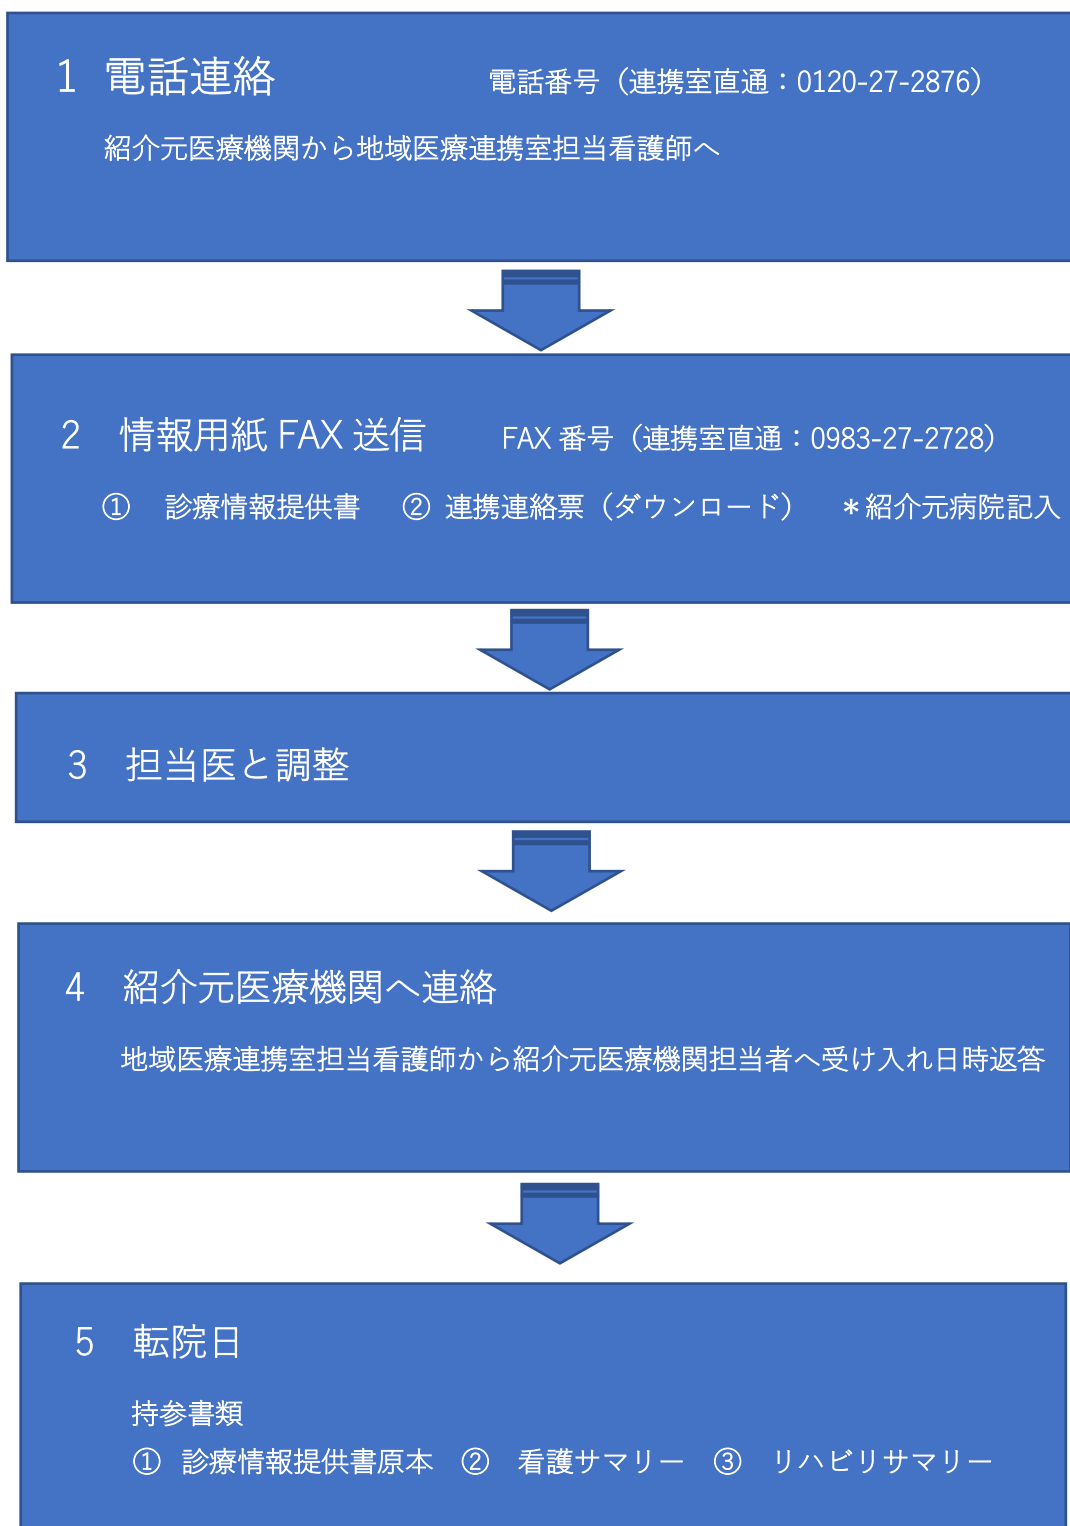 1 電話連絡 電話番号（連携室直通：0120-27-2876）
紹介元医療機関から地域医療連携室担当看護師へ
2 情報用紙 FAX 送信 FAX 番号（連携室直通：0983-27-2728）
① 診療情報提供書 ② 連携連絡票（ダウンロード） ＊紹介元病院記入
3 担当医と調整
4 紹介元医療機関へ連絡
地域医療連携室担当看護師から紹介元医療機関担当者へ受け入れ日時返答
5 転院日
持参書類
① 診療情報提供書原本 ② 看護サマリー ③ リハビリサマリー